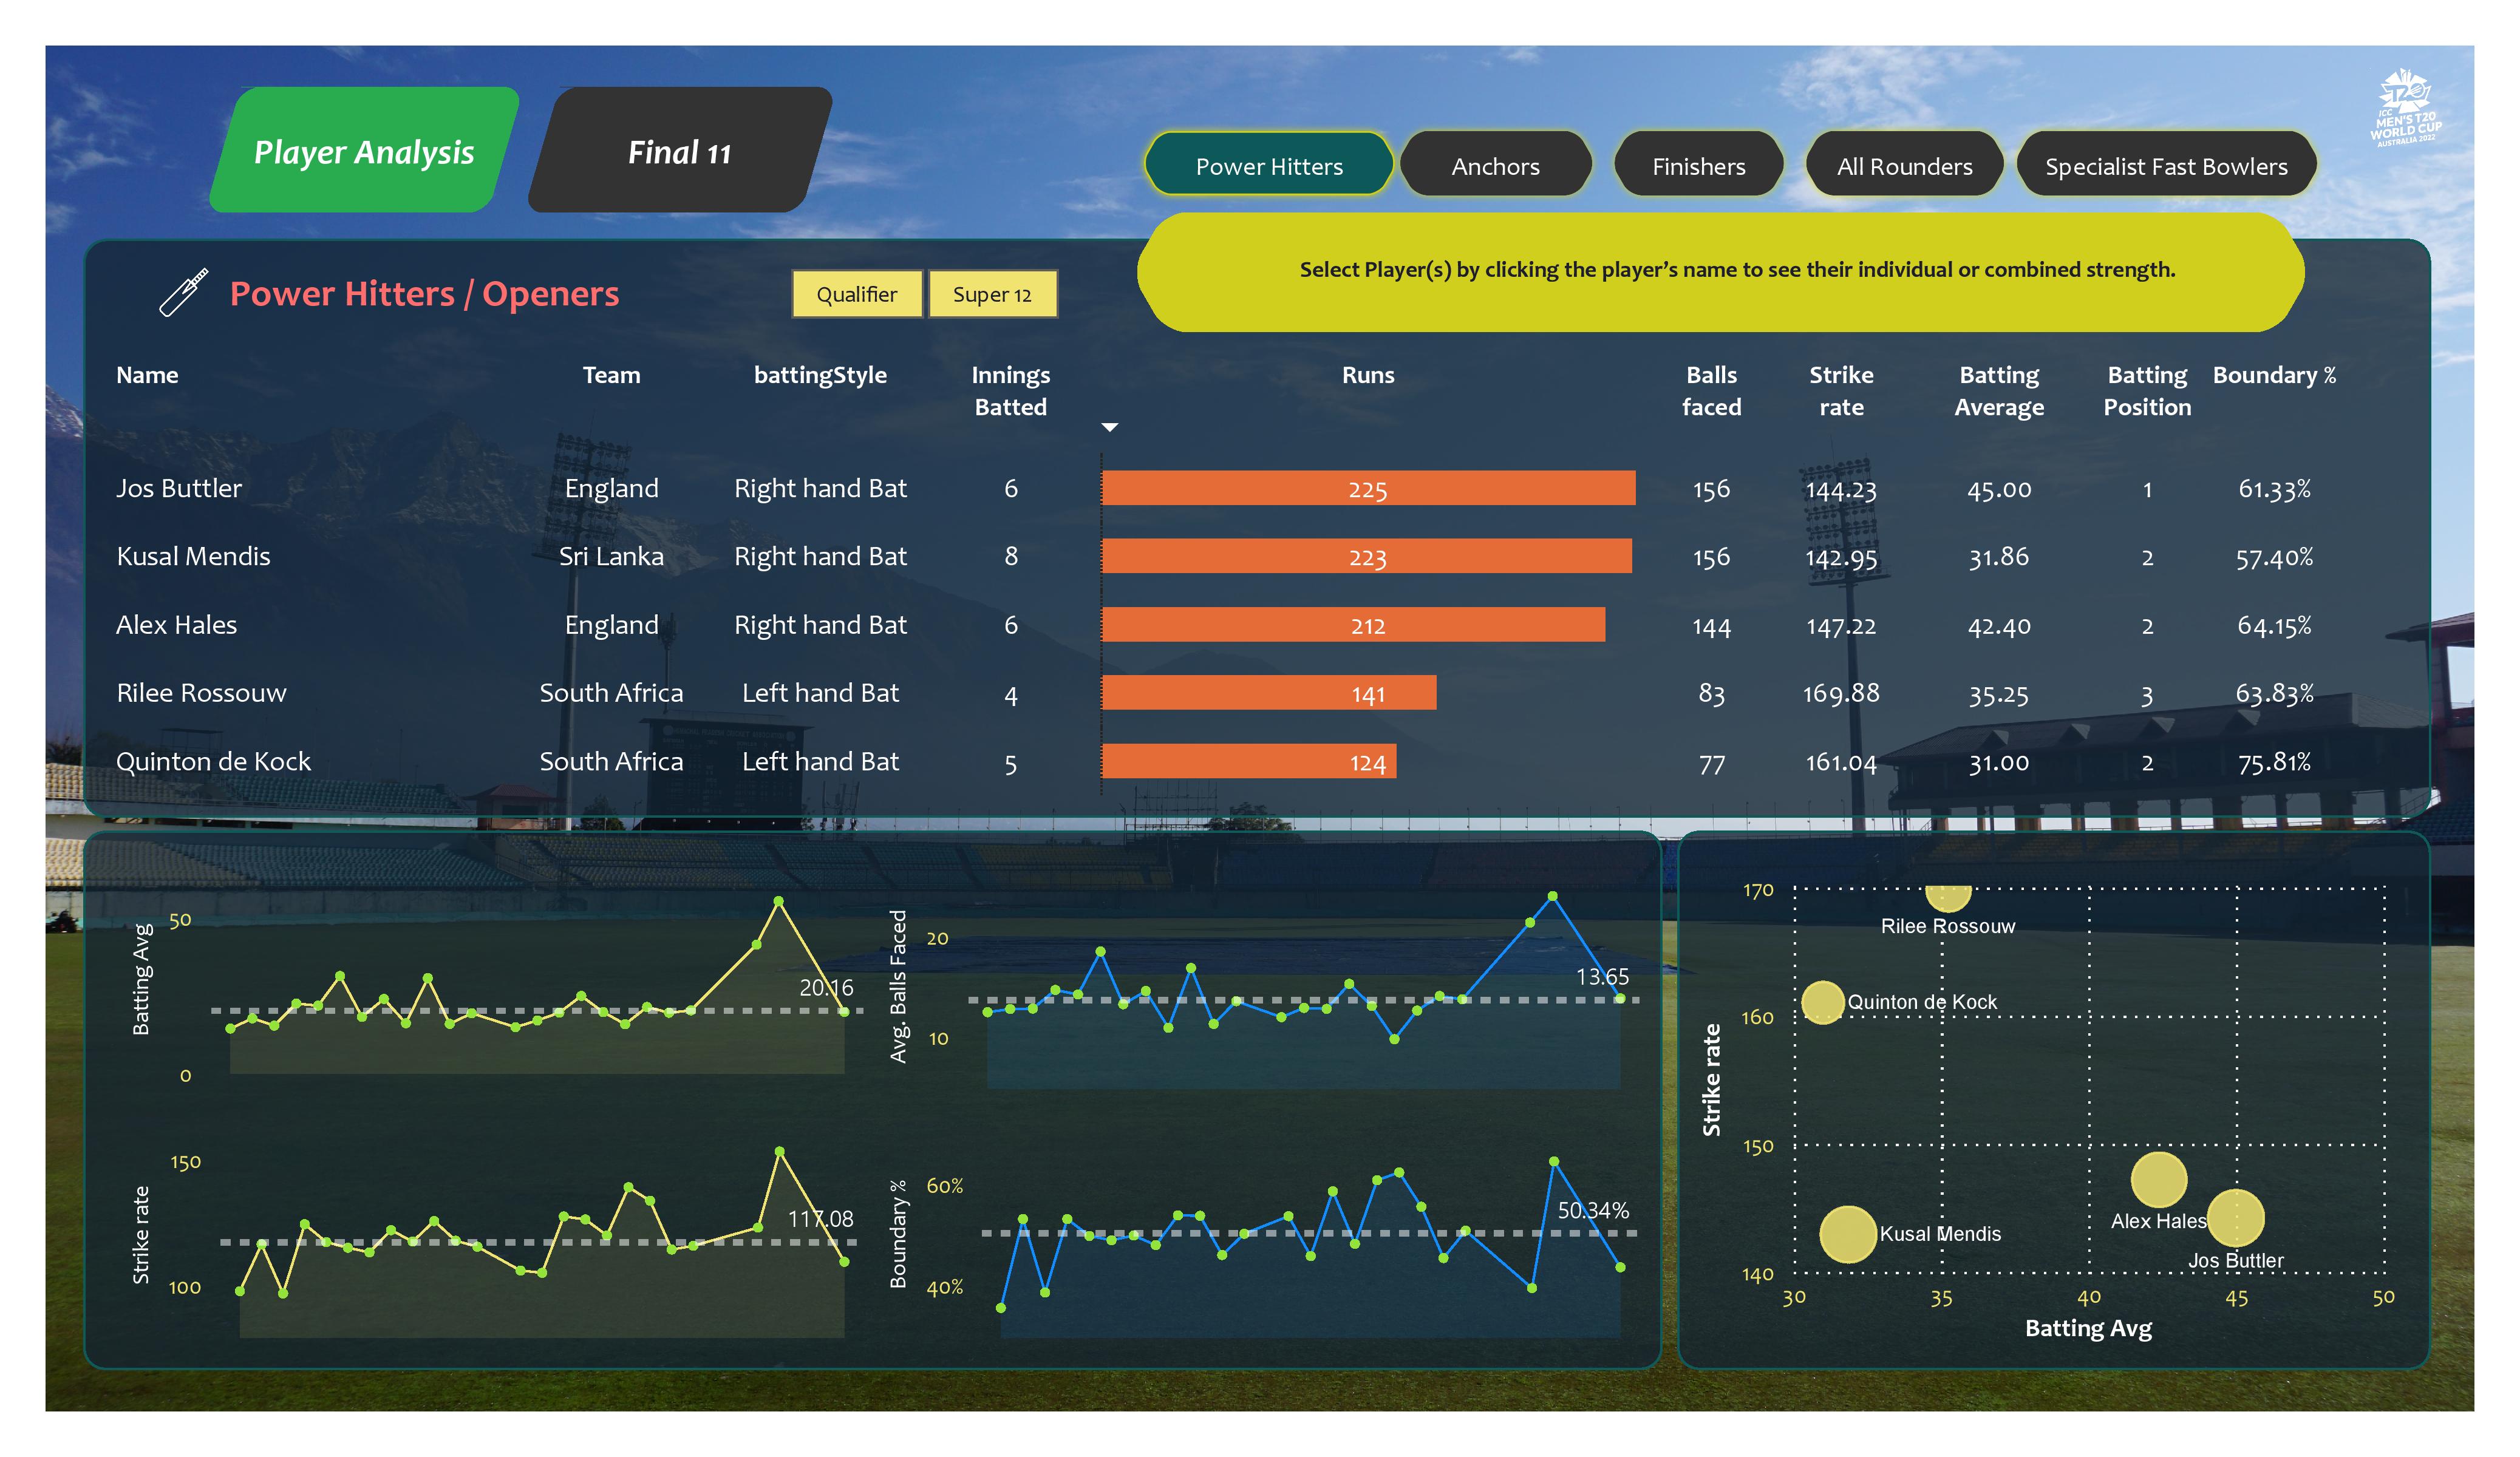 Player Analysis
Final 11
Power Hitters
Anchors
Finishers
All Rounders
Specialist Fast Bowlers
ICC
T20
MEN'S T20
WORLD CUP
AUSTRALIA 2022
Select Player(s) by clicking the player's name to see their individual or combined strength.
Power Hitters / Openers
Qualifier
Super 12
Name Team battingStyle Innings Batted Runs Balls faced Strike rate Batting Average Batting Position Boundary %
Jos Buttler England Right hand Bat 6 225 156 144.23 45.00 1 61.33%
Kusal Mendis Sri Lanka Right hand Bat 8 223 156 142.95 31.86 2 57.40%
Alex Hales England Right hand Bat 6 212 144 147.22 42.40 2 64.15%
Rilee Rossouw South Africa Left hand Bat 4 141 83 169.88 35.25 3 63.83%
Quinton de Kock South Africa Left hand Bat 5 124 77 161.04 31.00 2 75.81%
Batting Avg
50
0
20.16
Avg. Balls Faced
20
10
13.65
Strike rate
150
100
117.08
Boundary %
60%
40%
50.34%
Strike rate
170
160
150
140
Rilee Rossouw
Quinton de Kock
Kusal Mendis
Alex Hales
Jos Buttler
30 35 40 45 50
Batting Avg